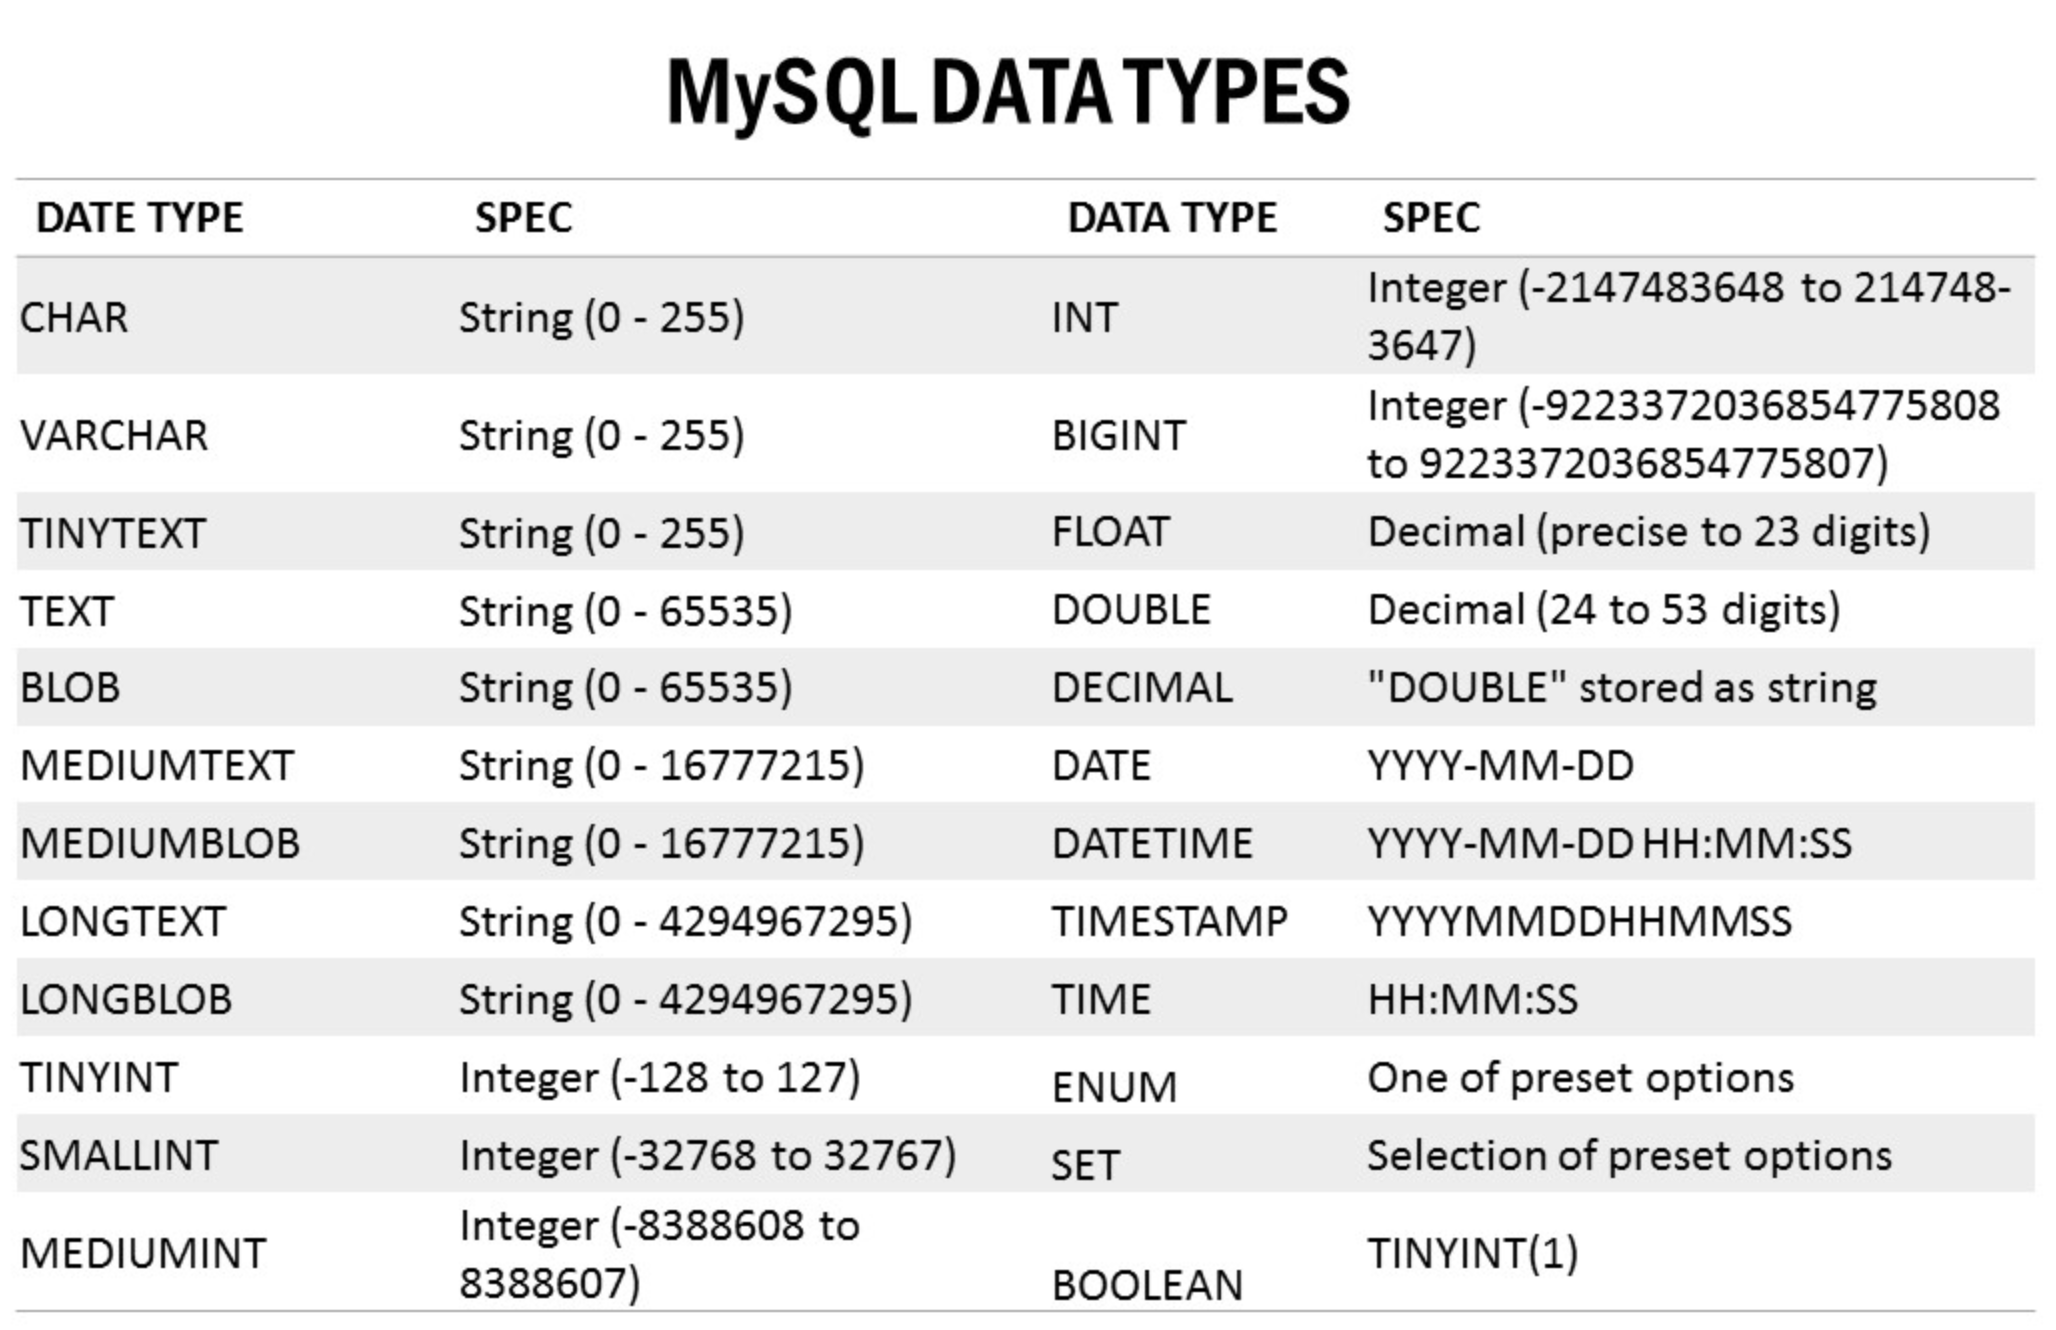 MySQL DATA TYPES
DATE TYPE SPEC DATA TYPE SPEC
CHAR String (0 - 255) INT Integer (-2147483648 to 214748-
3647)
VARCHAR String (0 - 255) BIGINT Integer (-9223372036854775808
to 9223372036854775807)
TINYTEXT String (0 - 255) FLOAT Decimal (precise to 23 digits)
TEXT String (0 - 65535) DOUBLE Decimal (24 to 53 digits)
BLOB String (0 - 65535) DECIMAL "DOUBLE" stored as string
MEDIUMTEXT String (0 - 16777215) DATE YYYY-MM-DD
MEDIUMBLOB String (0 - 16777215) DATETIME YYYY-MM-DD HH:MM:SS
LONGTEXT String (0 - 4294967295) TIMESTAMP YYYYMMDDHHMMSS
LONGBLOB String (0 - 4294967295) TIME HH:MM:SS
TINYINT Integer (-128 to 127) ENUM One of preset options
SMALLINT Integer (-32768 to 32767) SET Selection of preset options
MEDIUMINT Integer (-8388608 to
8388607) BOOLEAN TINYINT(1)